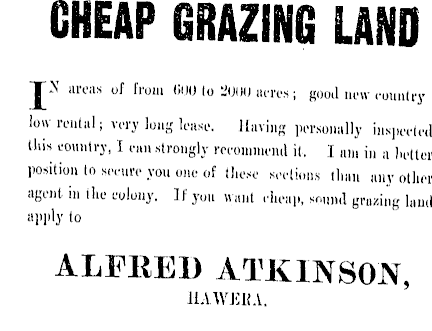 CHEAP GRAZING LAND
IN areas of from 600 to 2000 acres; good new country
low rental; very long lease. Having personally inspected
this country, I can strongly recommend it. I am in a better
position to secure you one of these sections than any other
agent in the colony. If you want cheap, sound grazing land
apply to
ALFRED ATKINSON,
HAWERA.